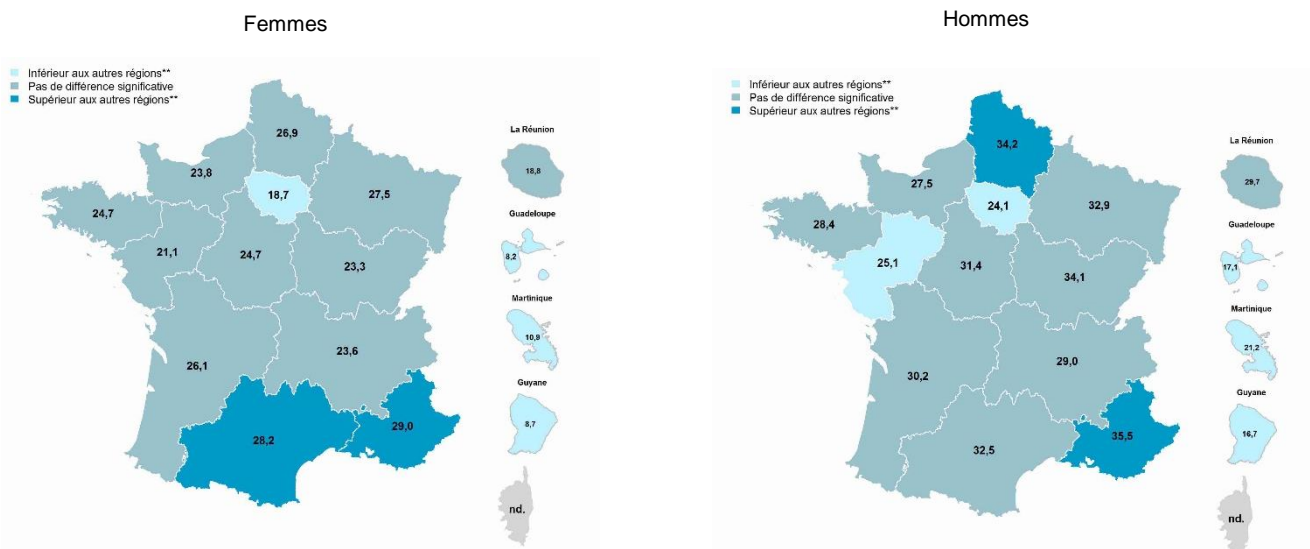 Femmes
Inférieur aux autres régions**
Pas de différence significative
Supérieur aux autres régions**
26,9
23,8
18,7
27,5
24,7
21,1
24,7
23,3
23,6
26,1
28,2
29,0
La Réunion
18,8
Guadeloupe
8,2
Martinique
10,9
Guyane
8,7
nd.
Hommes
Inférieur aux autres régions**
Pas de différence significative
Supérieur aux autres régions**
34,2
27,5
24,1
32,9
28,4
25,1
31,4
34,1
29,0
30,2
32,5
35,5
La Réunion
29,7
Guadeloupe
17,1
Martinique
21,2
Guyane
16,7
nd.